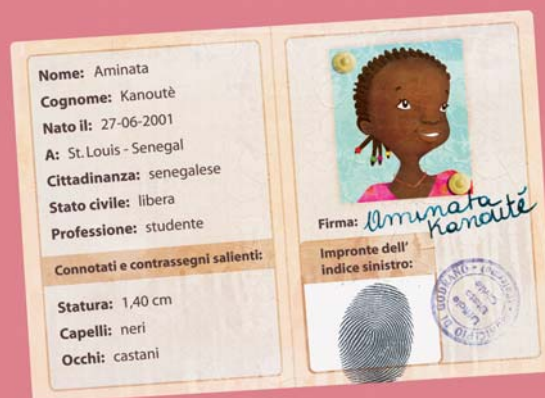 Nome: Aminata
Cognome: Kanoutè
Nato il: 27-06-2001
A: St. Louis - Senegal
Cittadinanza: senegalese
Stato civile: libera
Professione: studente
Connotati e contrassegni salienti:
Statura: 1,40 cm
Capelli: neri
Occhi: castani
Firma: Aminata
Kanoutè
Impronte dell'
indice sinistro: